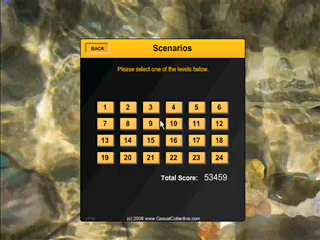 BACK
Scenarios
Please select one of the levels below.
1 2 3 4 5 6
7 8 9 10 11 12
13 14 15 16 17 18
19 20 21 22 23 24
Total Score: 53459
(c) 2008 www.CasualCollective.com